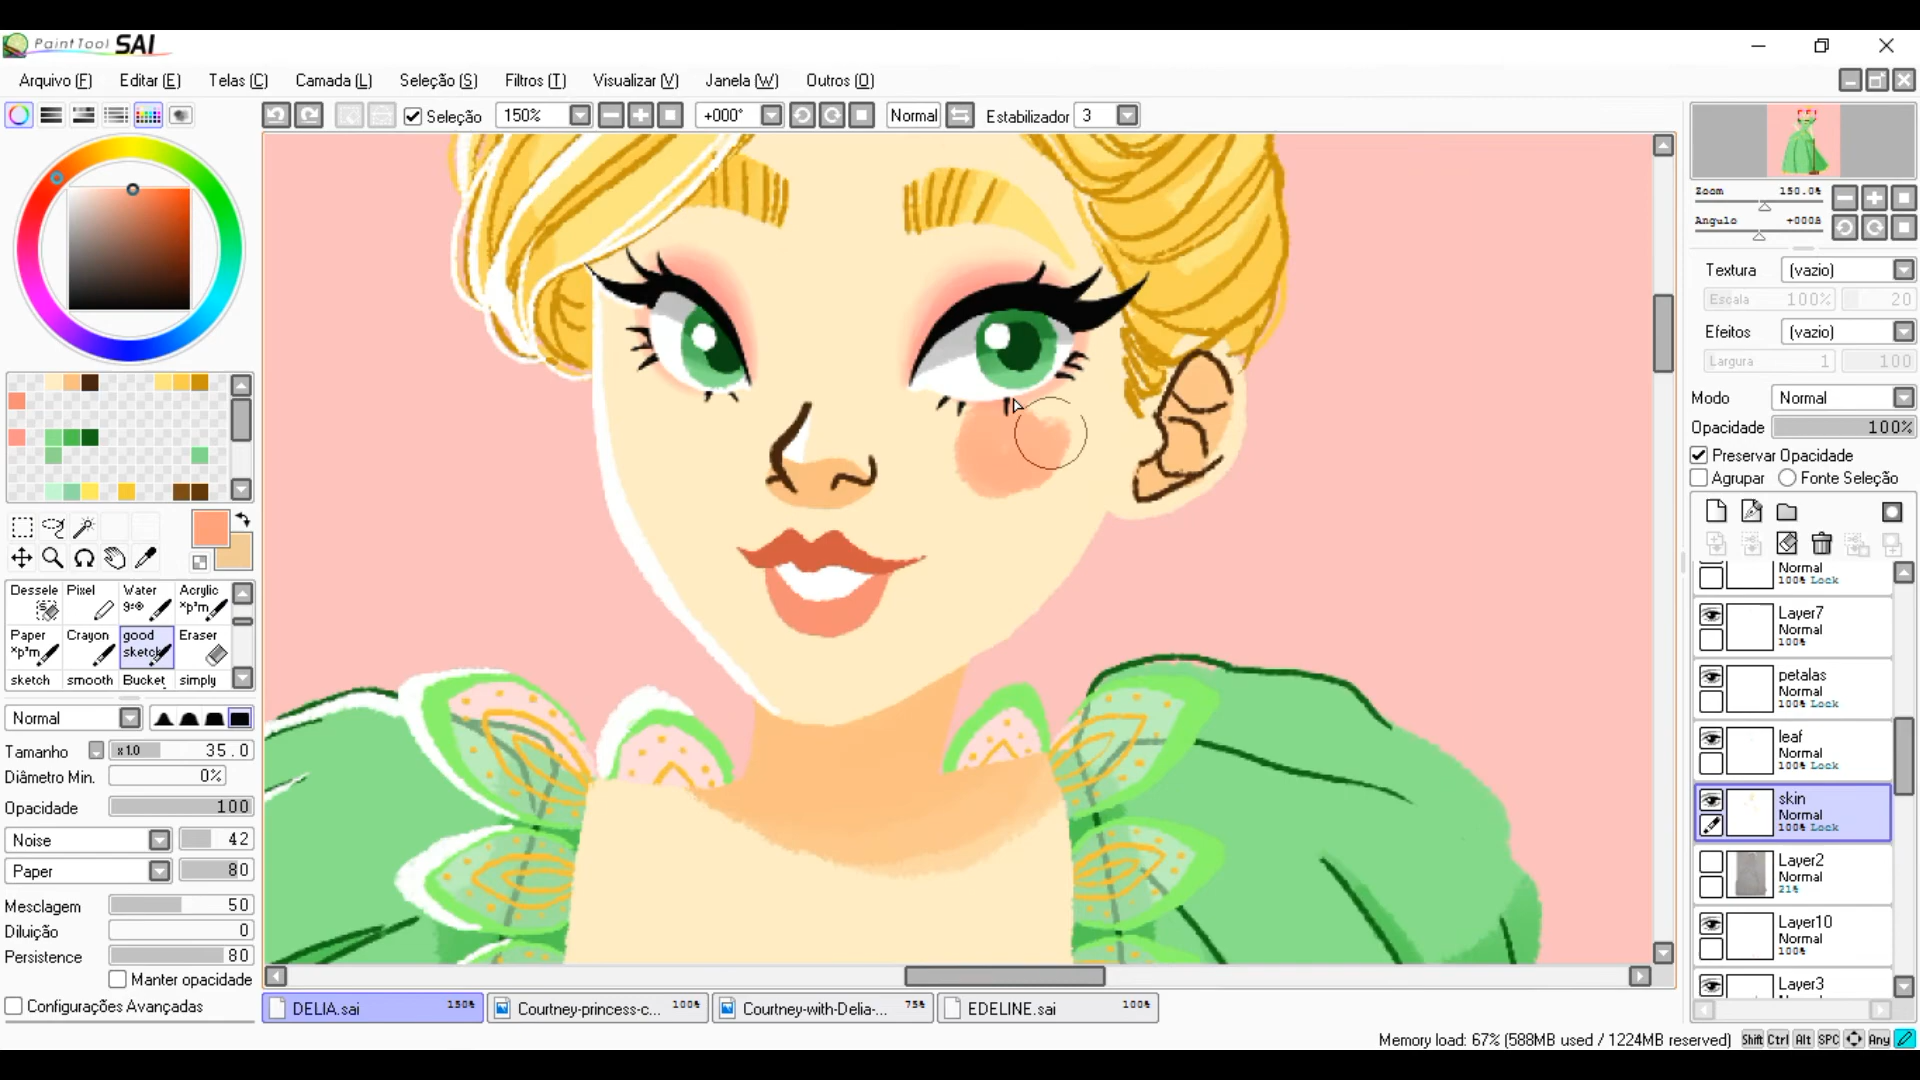 PaintTool SAI
Arquivo (F) Editar (E) Telas (C) Camada (L) Seleção (S) Filtros (T) Visualizar (V) Janela (W) Outros (O)
Seleção 150% +000° Normal Estabilizador 3
Zoom 150.0%
Angulo +000ä
Textura (vazio)
Escala 100% 20
Efeitos (vazio)
Largura 1 100
Modo Normal
Opacidade 100%
Preservar Opacidade
Agrupar Fonte Seleção
Dessele Pixel Water Acrylic
Paper Crayon good sketch Eraser
sketch smooth Bucket simply
Normal
Tamanho x1.0 35.0
Diâmetro Min. 0%
Opacidade 100
Noise 42
Paper 80
Mesclagem 50
Diluição 0
Persistence 80
Manter opacidade
Configurações Avançadas
Normal
100% Lock
Layer7
Normal
100%
petalas
Normal
100% Lock
leaf
Normal
100% Lock
skin
Normal
100% Lock
Layer2
Normal
21%
Layer10
Normal
100%
Layer3
DELIA.sai 150% Courtney-princess-c... 100% Courtney-with-Delia-... 75% EDELINE.sai 100%
Memory load: 67% (588MB used / 1224MB reserved) Shift Ctrl Alt SPC Any